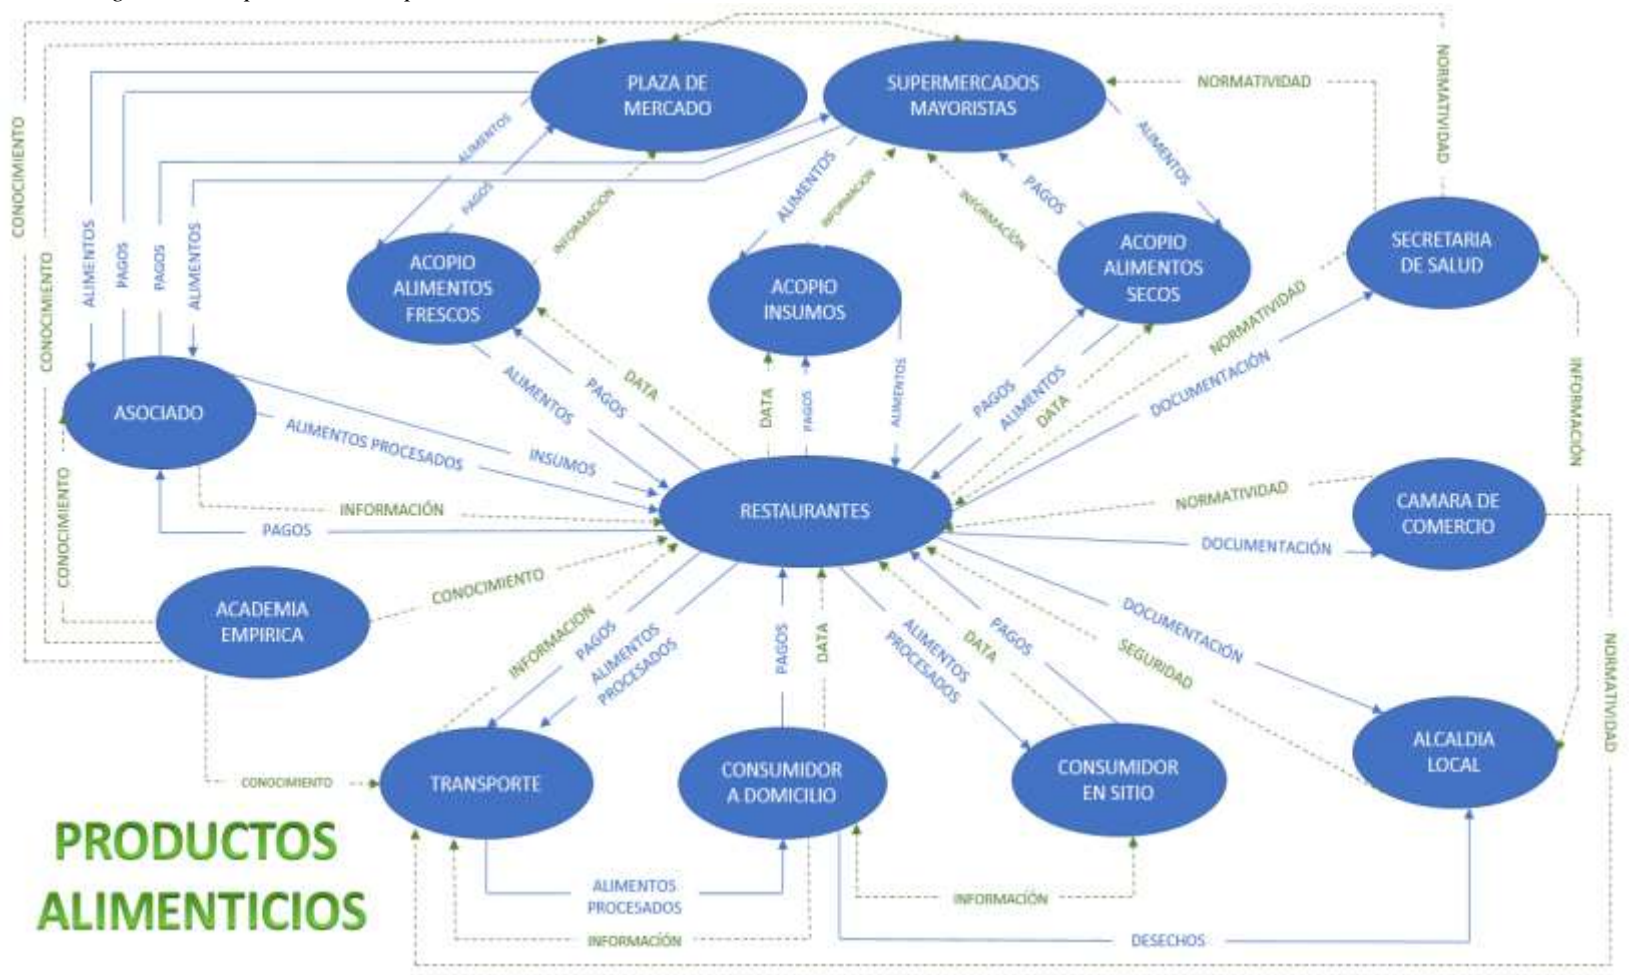 PLAZA DE
MERCADO
SUPERMERCADOS
MAYORISTAS
NORMATIVIDAD
NORMATIVIDAD
CONOCIMIENTO
CONOCIMIENTO
ALIMENTOS
PAGOS
PAGOS
ALIMENTOS
ALIMENTOS
PAGOS
INFORMACION
ALIMENTOS
INFORMACION
INFORMACÍÓN
PAGOS
ALIMENTOS
ACOPIO
ALIMENTOS
FRESCOS
ACOPIO
INSUMOS
ACOPIO
ALIMENTOS
SECOS
SECRETARIA
DE SALUD
NORMATIVIDAD
DOCUMENTACIÓN
INFORMACIÓN
ALIMENTOS
PAGOS
DATA
DATA
PAGOS
ALIMENTOS
PAGOS
ALIMENTOS
DATA
ASOCIADO
ALIMENTOS PROCESADOS
INSUMOS
INFORMACIÓN
PAGOS
RESTAURANTES
NORMATIVIDAD
DOCUMENTACIÓN
CAMARA DE
COMERCIO
CONOCIMIENTO
ACADEMIA
EMPIRICA
CONOCIMIENTO
INFORMACION
PAGOS
ALIMENTOS
PROCESADOS
PAGOS
DATA
ALIMENTOS
PROCESADOS
DATA
PAGOS
DOCUMENTACIÓN
SEGURIDAD
NORMATIVIDAD
CONOCIMIENTO
TRANSPORTE
CONSUMIDOR
A DOMICILIO
CONSUMIDOR
EN SITIO
ALCALDIA
LOCAL
PRODUCTOS
ALIMENTICIOS
ALIMENTOS
PROCESADOS
INFORMACÍÓN
INFORMACÍÓN
DESECHOS